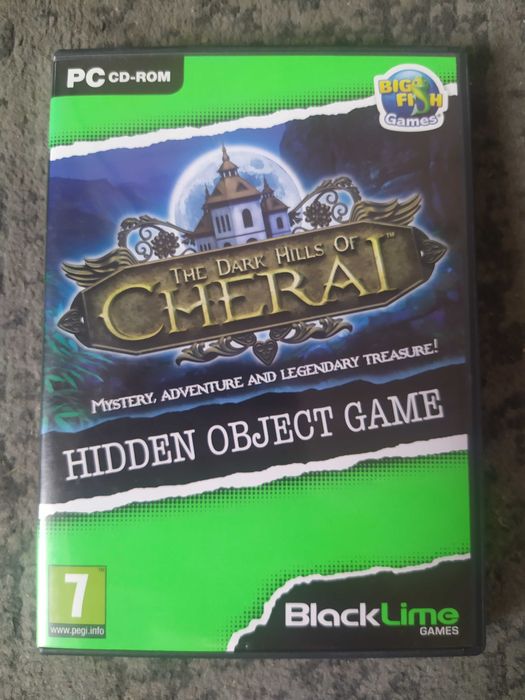 PC CD-ROM
BIG FISH
Games
THE DARK HILLS OF
CHERAI™
MYSTERY, ADVENTURE AND LEGENDARY TREASURE!
HIDDEN OBJECT GAME
7
www.pegi.info
BlackLime
GAMES